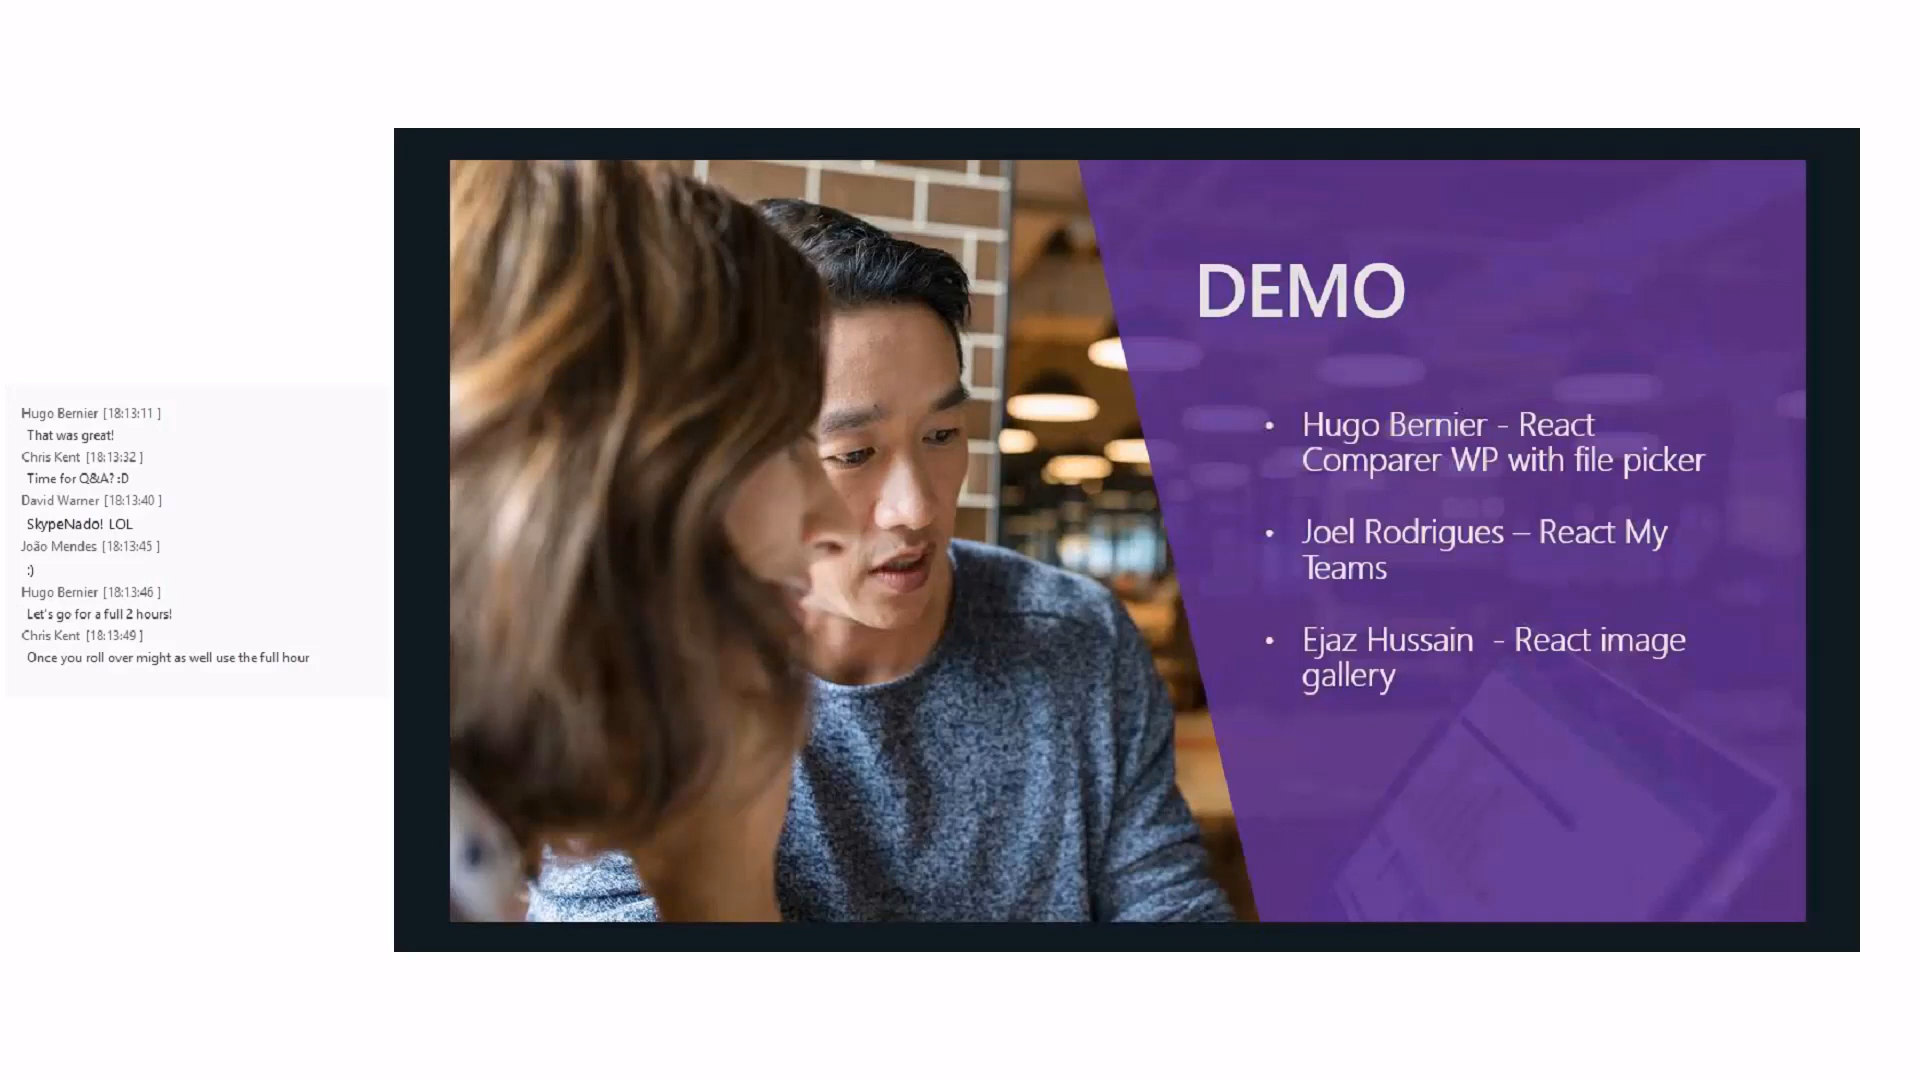 Hugo Bernier [18:13:11 ]
That was great!
Chris Kent [18:13:32 ]
Time for Q&A? :D
David Warner [18:13:40 ]
SkypeNado! LOL
João Mendes [18:13:45 ]
:)
Hugo Bernier [18:13:46 ]
Let's go for a full 2 hours!
Chris Kent [18:13:49 ]
Once you roll over might as well use the full hour
DEMO
• Hugo Bernier - React
Comparer WP with file picker
• Joel Rodrigues – React My
Teams
• Ejaz Hussain - React image
gallery